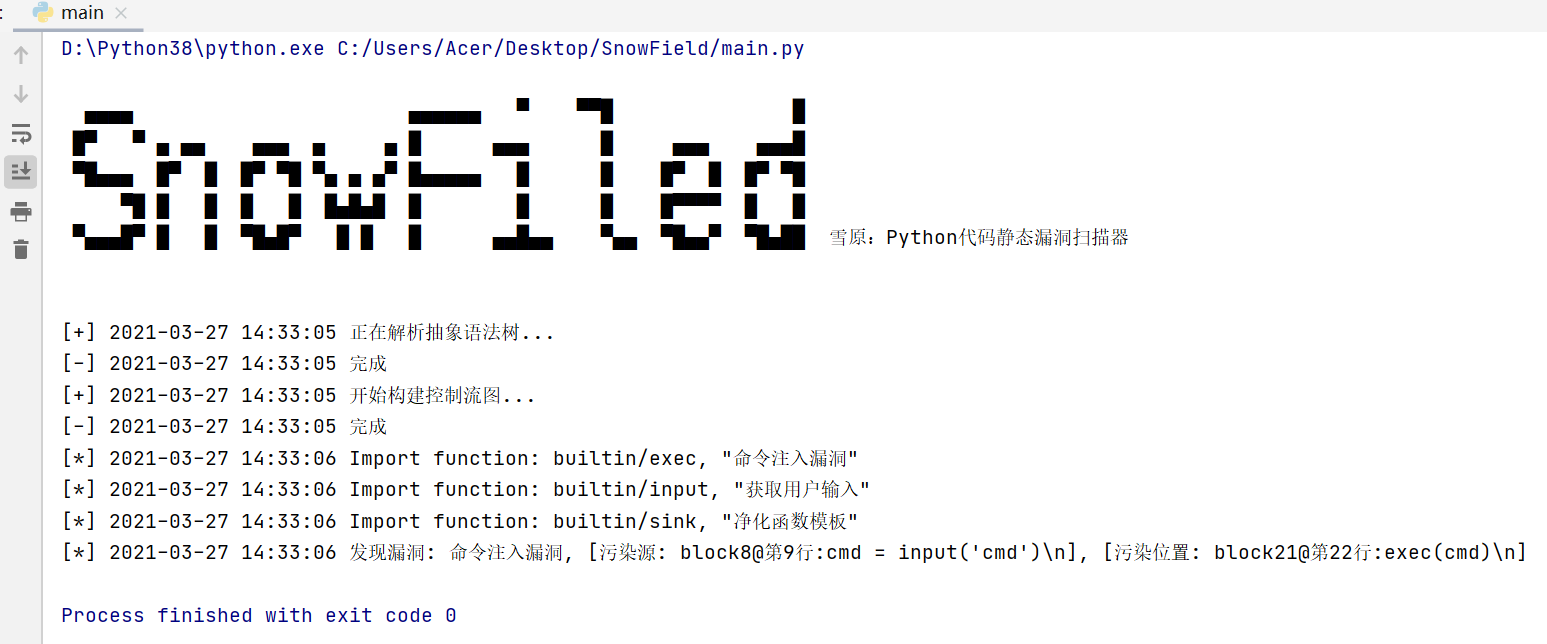 main
D:\Python38\python.exe C:/Users/Acer/Desktop/SnowField/main.py
SnowFiled
雪原：Python代码静态漏洞扫描器
[+] 2021-03-27 14:33:05 正在解析抽象语法树...
[-] 2021-03-27 14:33:05 完成
[+] 2021-03-27 14:33:05 开始构建控制流图...
[-] 2021-03-27 14:33:05 完成
[*] 2021-03-27 14:33:06 Import function: builtin/exec, "命令注入漏洞"
[*] 2021-03-27 14:33:06 Import function: builtin/input, "获取用户输入"
[*] 2021-03-27 14:33:06 Import function: builtin/sink, "净化函数模板"
[*] 2021-03-27 14:33:06 发现漏洞: 命令注入漏洞, [污染源: block8@第9行:cmd = input('cmd')\n], [污染位置: block21@第22行:exec(cmd)\n]
Process finished with exit code 0